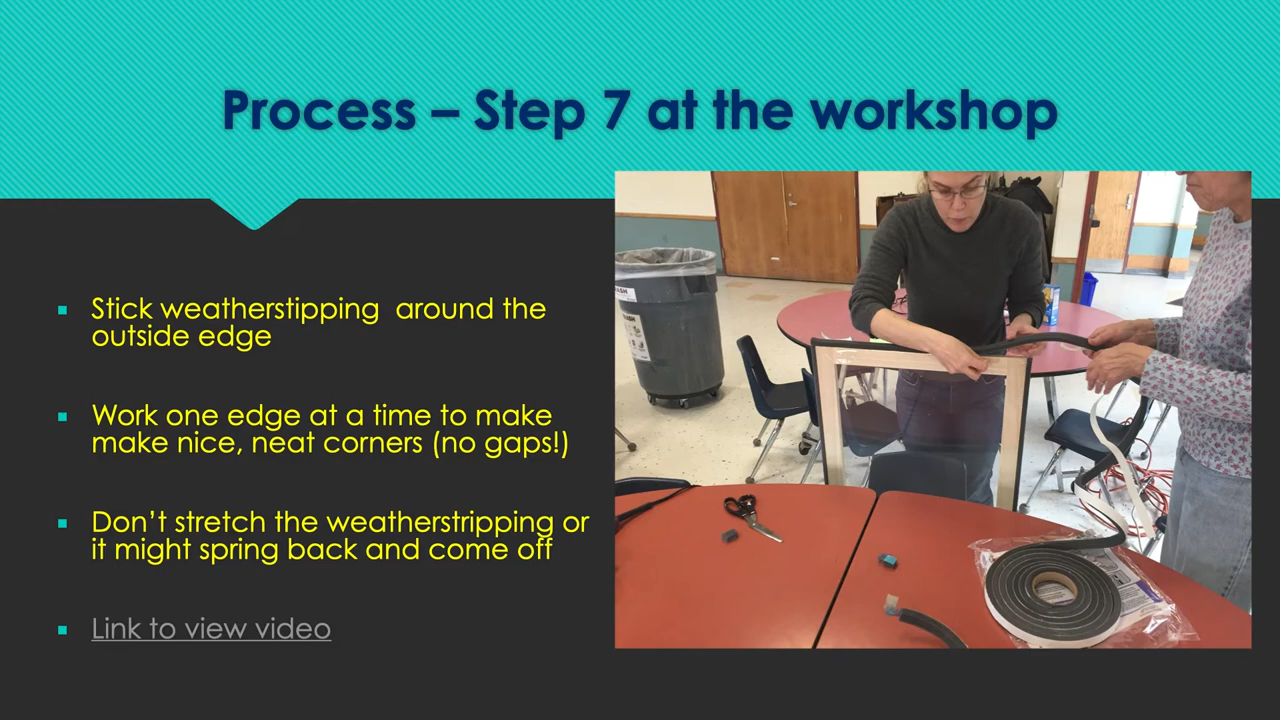 Process – Step 7 at the workshop
Stick weatherstipping around the
outside edge
Work one edge at a time to make
make nice, neat corners (no gaps!)
Don't stretch the weatherstripping or
it might spring back and come off
Link to view video